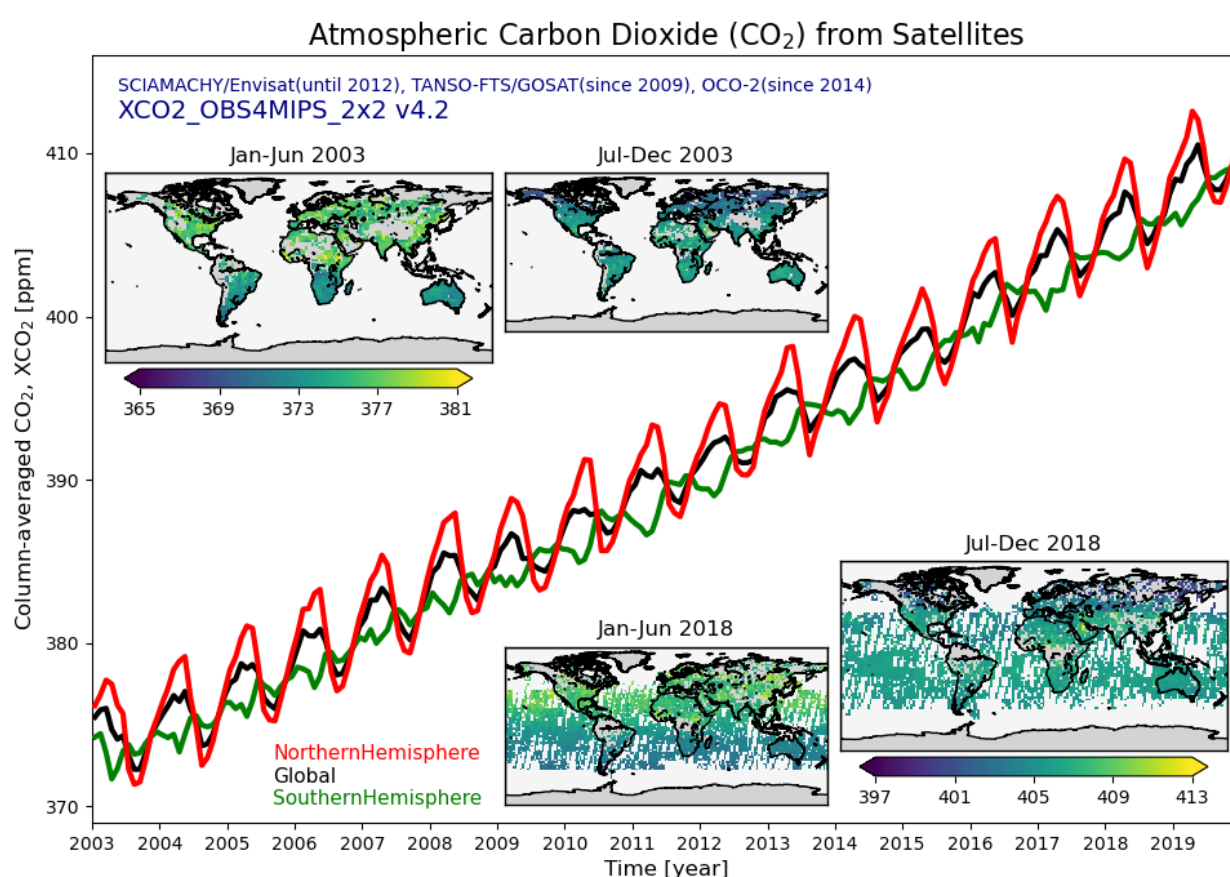 Atmospheric Carbon Dioxide (CO₂) from Satellites
SCIAMACHY/Envisat(until 2012), TANSO-FTS/GOSAT(since 2009), OCO-2(since 2014)
XCO2_OBS4MIPS_2x2 v4.2
Jan-Jun 2003
Jul-Dec 2003
365 369 373 377 381
Column-averaged CO₂, XCO₂ [ppm]
410
400
390
380
370
Jul-Dec 2018
Jan-Jun 2018
397 401 405 409 413
NorthernHemisphere
Global
SouthernHemisphere
2003 2004 2005 2006 2007 2008 2009 2010 2011 2012 2013 2014 2015 2016 2017 2018 2019
Time [year]